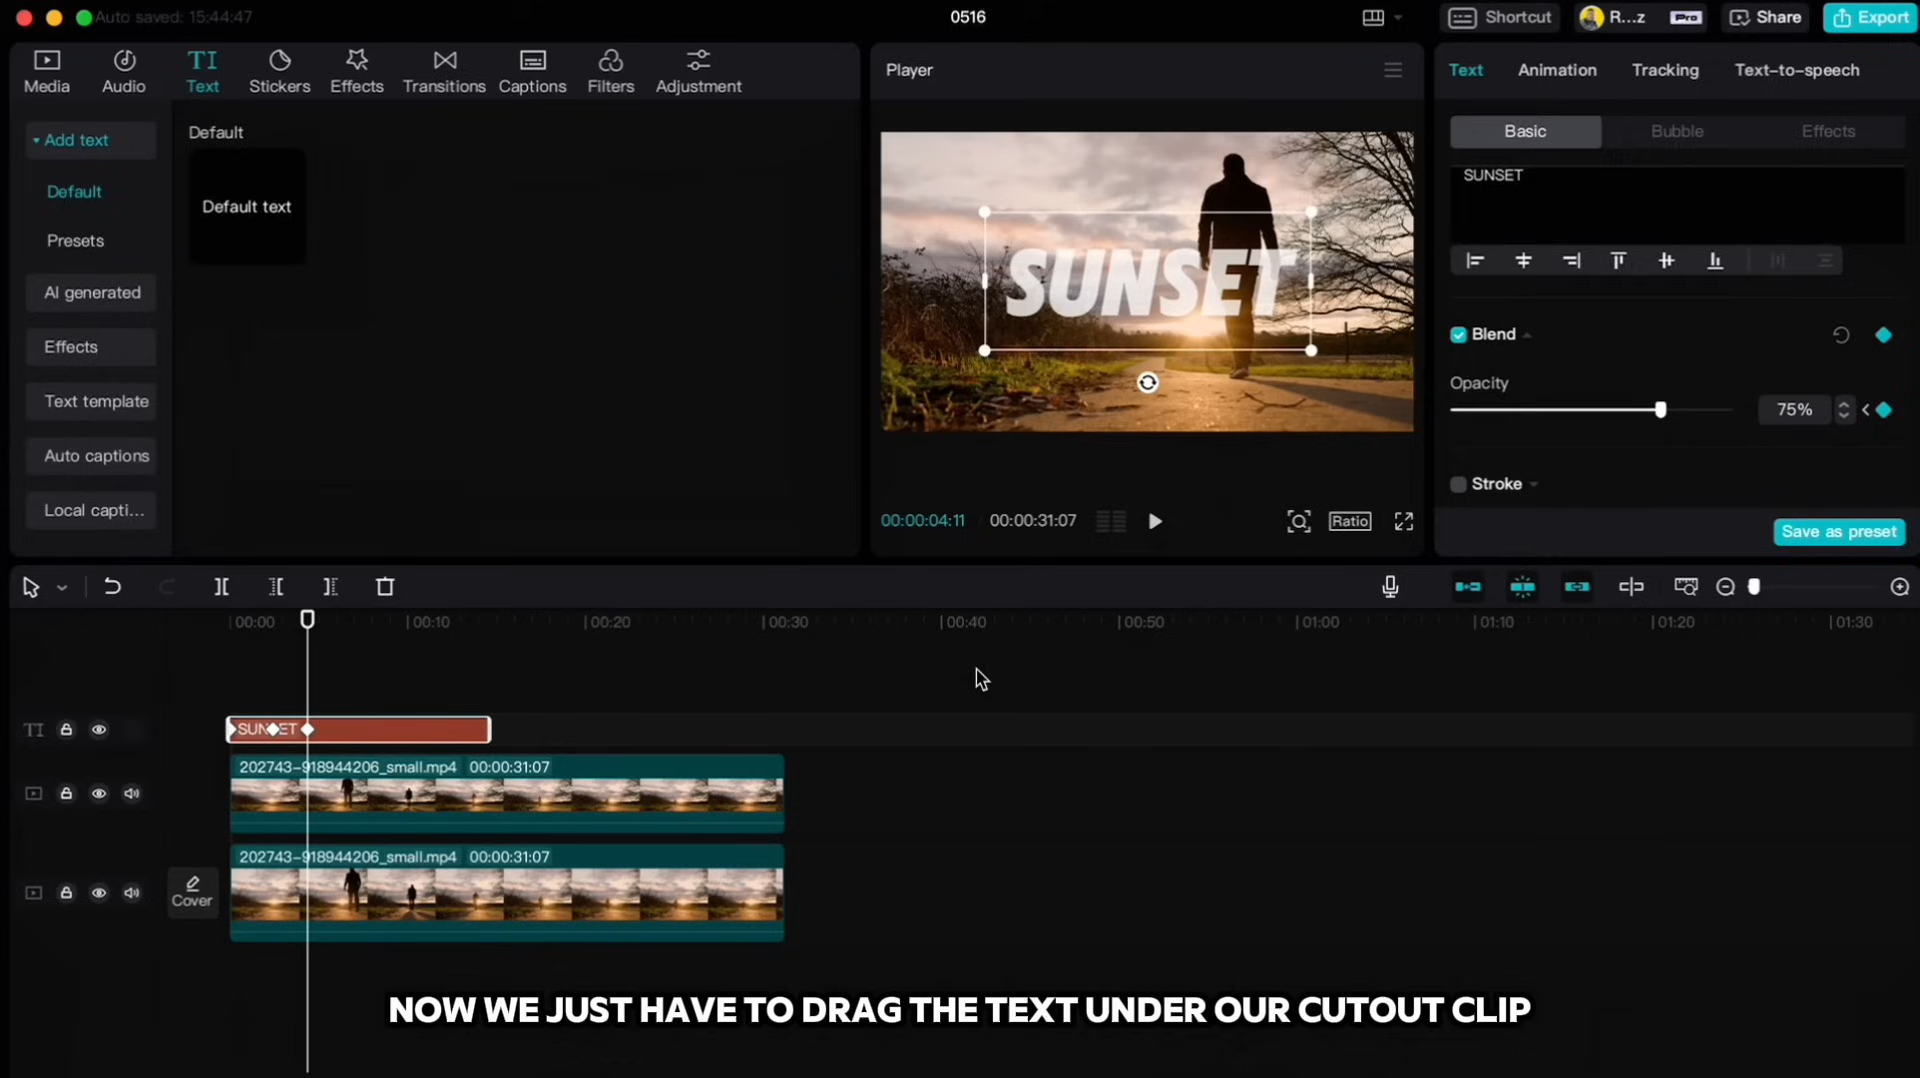 Auto saved: 15:44:47
0516
Shortcut
R...z
Pro
Share
Export
Media
Audio
TI
Text
Stickers
Effects
Transitions
Captions
Filters
Adjustment
Add text
Default
Presets
AI generated
Effects
Text template
Auto captions
Local capti...
Default
Default text
Player
SUNSET
00:00:04:11
00:00:31:07
Ratio
Text
Animation
Tracking
Text-to-speech
Basic
Bubble
Effects
SUNSET
Blend
Opacity
75%
Stroke
Save as preset
00:00
00:10
00:20
00:30
00:40
00:50
01:00
01:10
01:20
01:30
TI
SUNSET
202743-918944206_small.mp4 00:00:31:07
202743-918944206_small.mp4 00:00:31:07
Cover
NOW WE JUST HAVE TO DRAG THE TEXT UNDER OUR CUTOUT CLIP